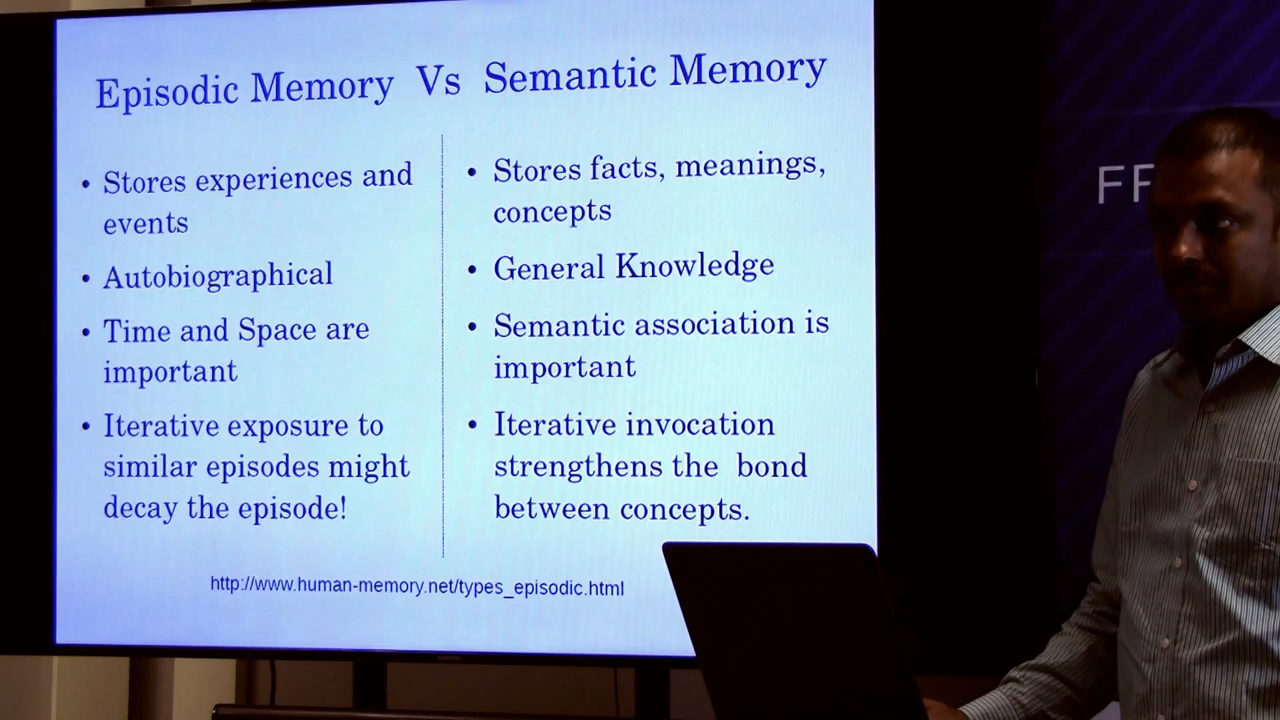 Episodic Memory Vs Semantic Memory
• Stores experiences and
events
• Autobiographical
• Time and Space are
important
• Iterative exposure to
similar episodes might
decay the episode!
• Stores facts, meanings,
concepts
• General Knowledge
• Semantic association is
important
• Iterative invocation
strengthens the bond
between concepts.
http://www.human-memory.net/types_episodic.html